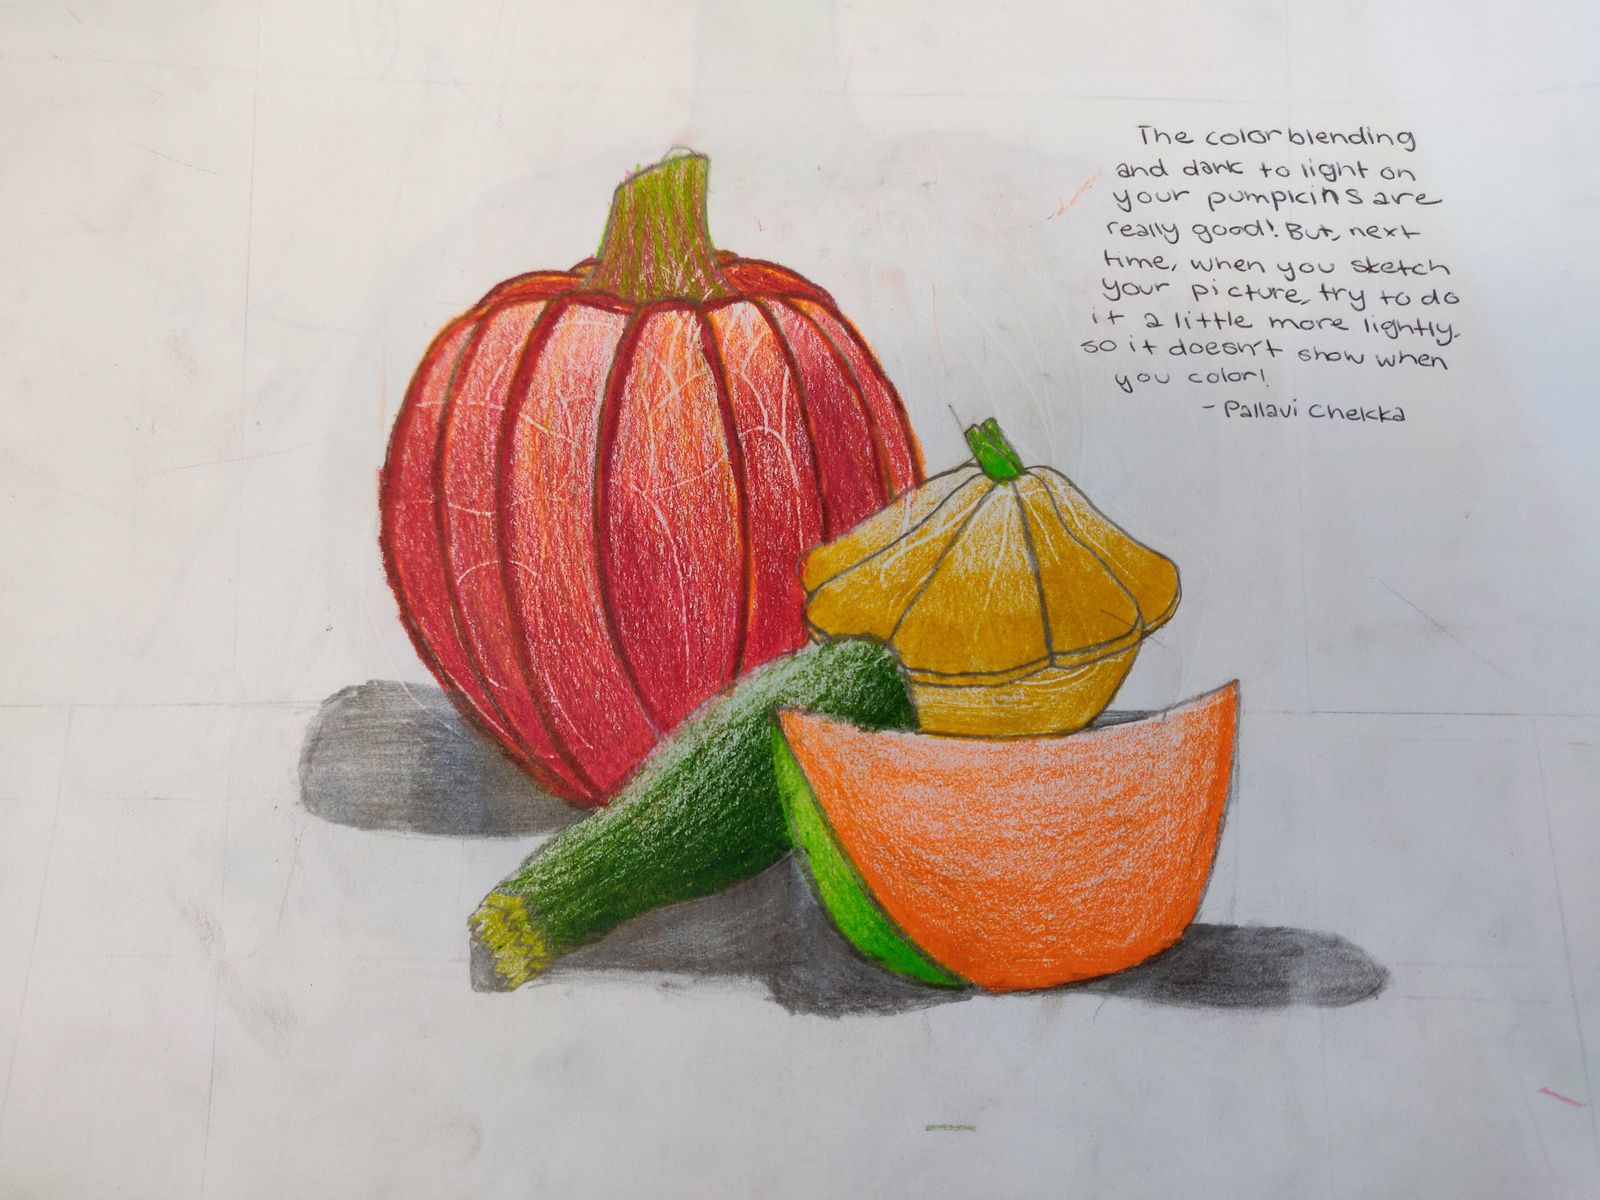 The color blending
and dark to light on
your pumpkins are
really good! But, next
time, when you sketch
your picture, try to do
it a little more lightly.
so it doesn't show when
you color!
- Pallavi Chekka